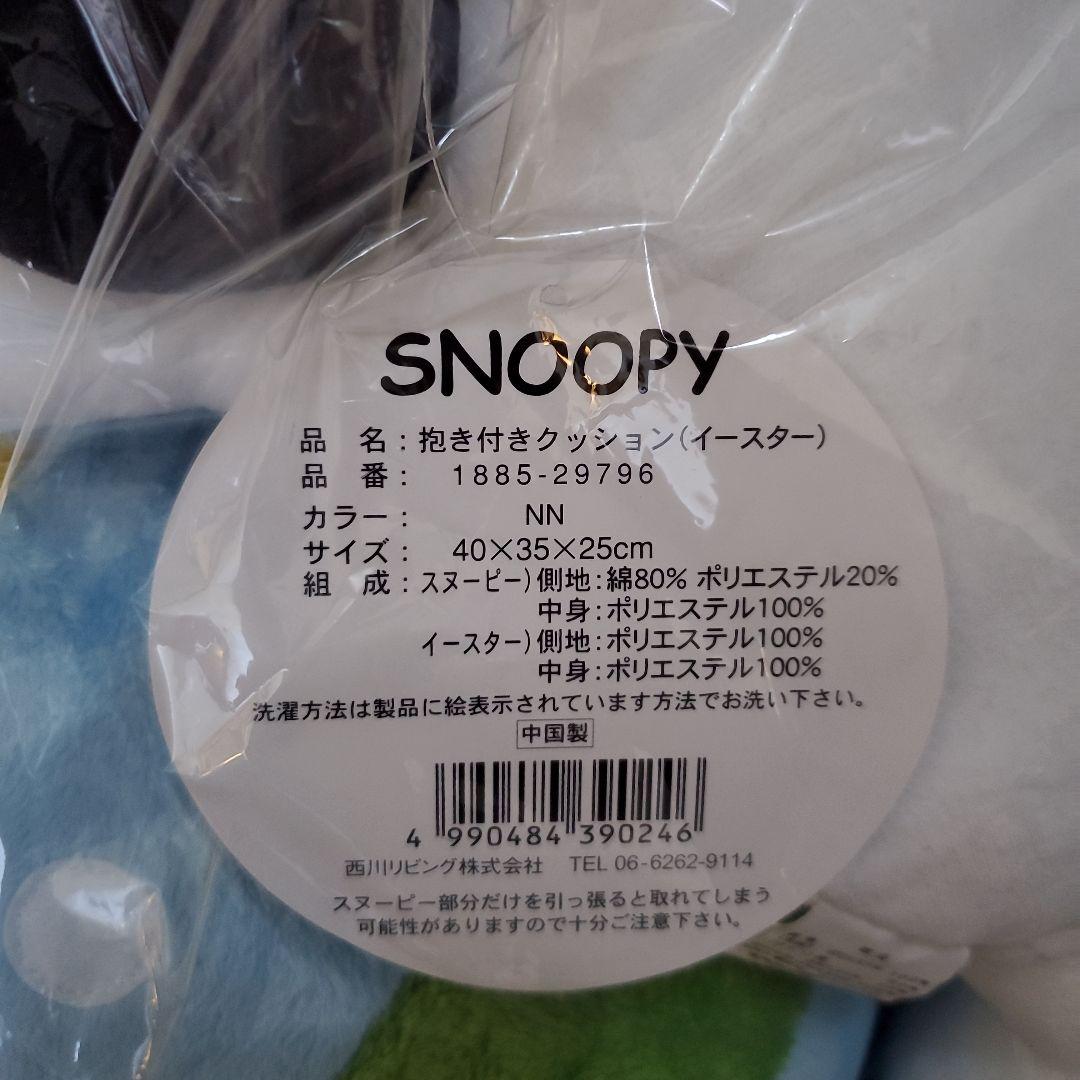 SNOOPY
品 名：抱き付きクッション(イースター)
品 番： 1885-29796
カラー： NN
サイズ： 40×35×25cm
組 成：スヌーピー)側地：綿80% ポリエステル20%
中身：ポリエステル100%
イースター)側地：ポリエステル100%
中身：ポリエステル100%
洗濯方法は製品に絵表示されています方法でお洗い下さい。
中国製
4 990484 390246
西川リビング株式会社 TEL 06-6262-9114
スヌーピー部分だけを引っ張ると取れてしまう
可能性がありますので十分ご注意下さい。